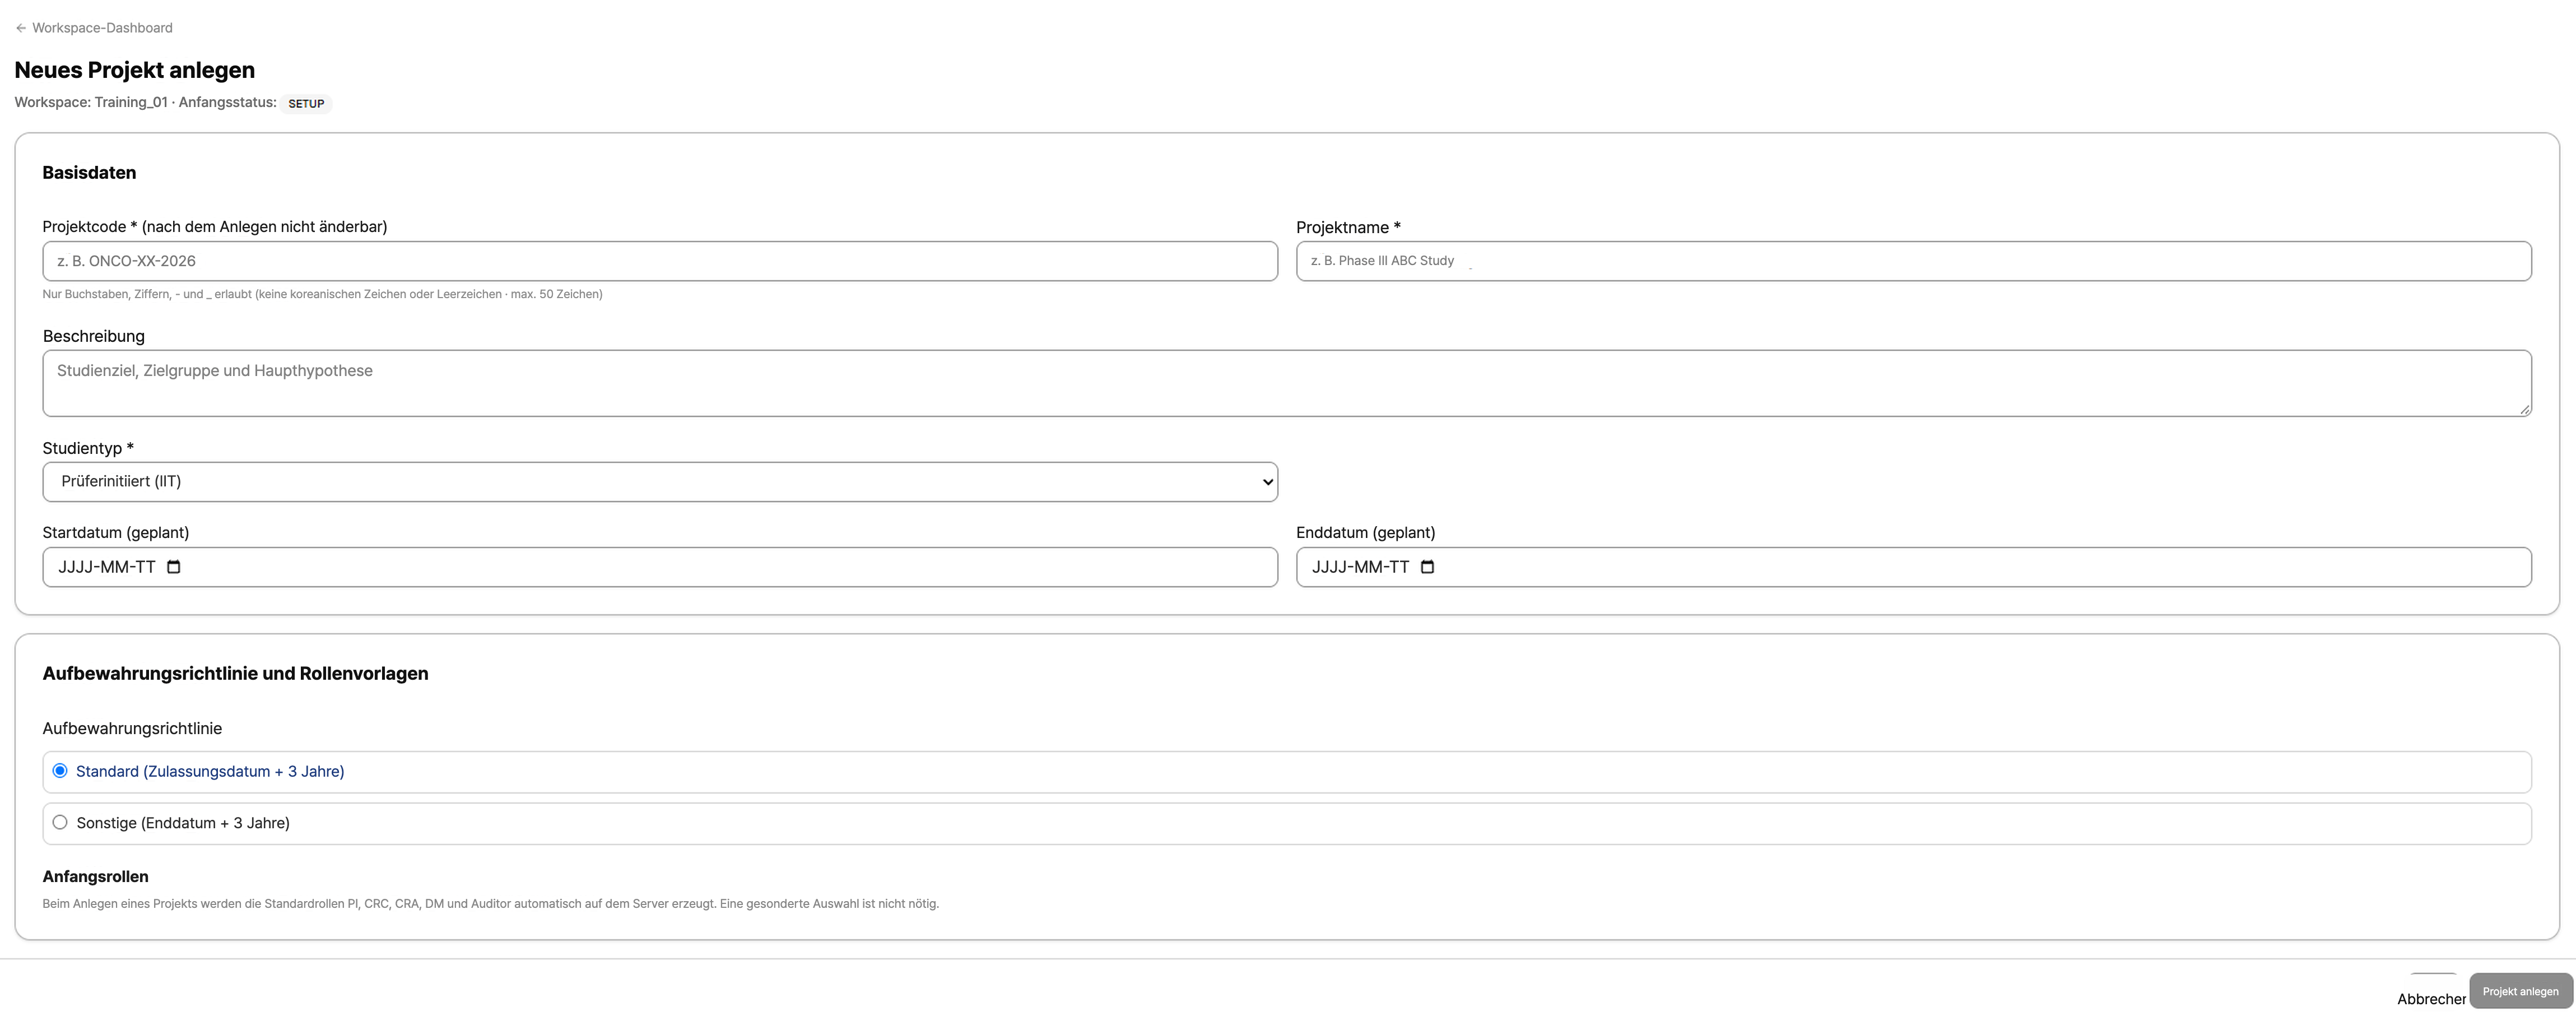 ← Workspace-Dashboard
Neues Projekt anlegen
Workspace: Training_01 · Anfangsstatus: SETUP
Basisdaten
Projektcode * (nach dem Anlegen nicht änderbar)
Projektname *
z. B. ONCO-XX-2026
z. B. Phase III ABC Study
Nur Buchstaben, Ziffern, - und _ erlaubt (keine koreanischen Zeichen oder Leerzeichen · max. 50 Zeichen)
Beschreibung
Studienziel, Zielgruppe und Haupthypothese
Studientyp *
Prüferinitiiert (IIT)
Startdatum (geplant)
Enddatum (geplant)
JJJJ-MM-TT
JJJJ-MM-TT
Aufbewahrungsrichtlinie und Rollenvorlagen
Aufbewahrungsrichtlinie
Standard (Zulassungsdatum + 3 Jahre)
Sonstige (Enddatum + 3 Jahre)
Anfangsrollen
Beim Anlegen eines Projekts werden die Standardrollen PI, CRC, CRA, DM und Auditor automatisch auf dem Server erzeugt. Eine gesonderte Auswahl ist nicht nötig.
Abbrecher
Projekt anlegen